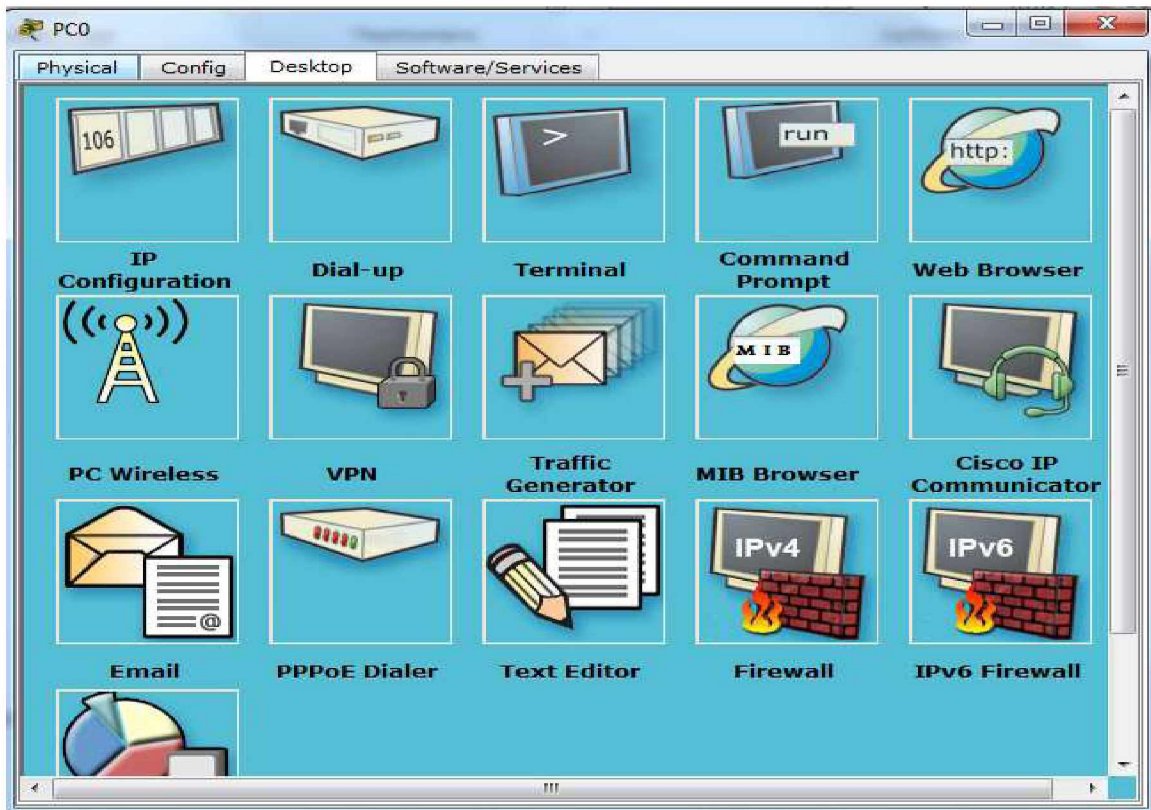 PC0
Physical Config Desktop Software/Services
106
>
run
http:
IP
Configuration
Dial-up
Terminal
Command
Prompt
Web Browser
MIB
PC Wireless
VPN
Traffic
Generator
MIB Browser
Cisco IP
Communicator
@
IPv4
IPv6
Email
PPPoE Dialer
Text Editor
Firewall
IPv6 Firewall